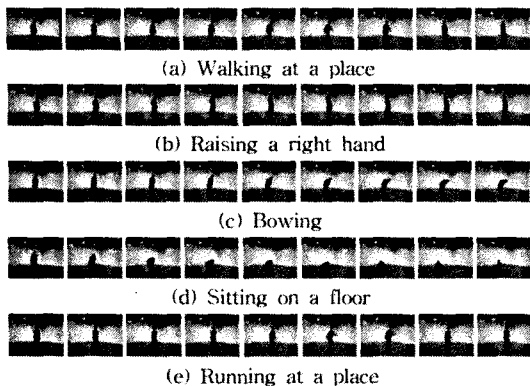 (a) Walking at a place
(b) Raising a right hand
(c) Bowing
(d) Sitting on a floor
(e) Running at a place